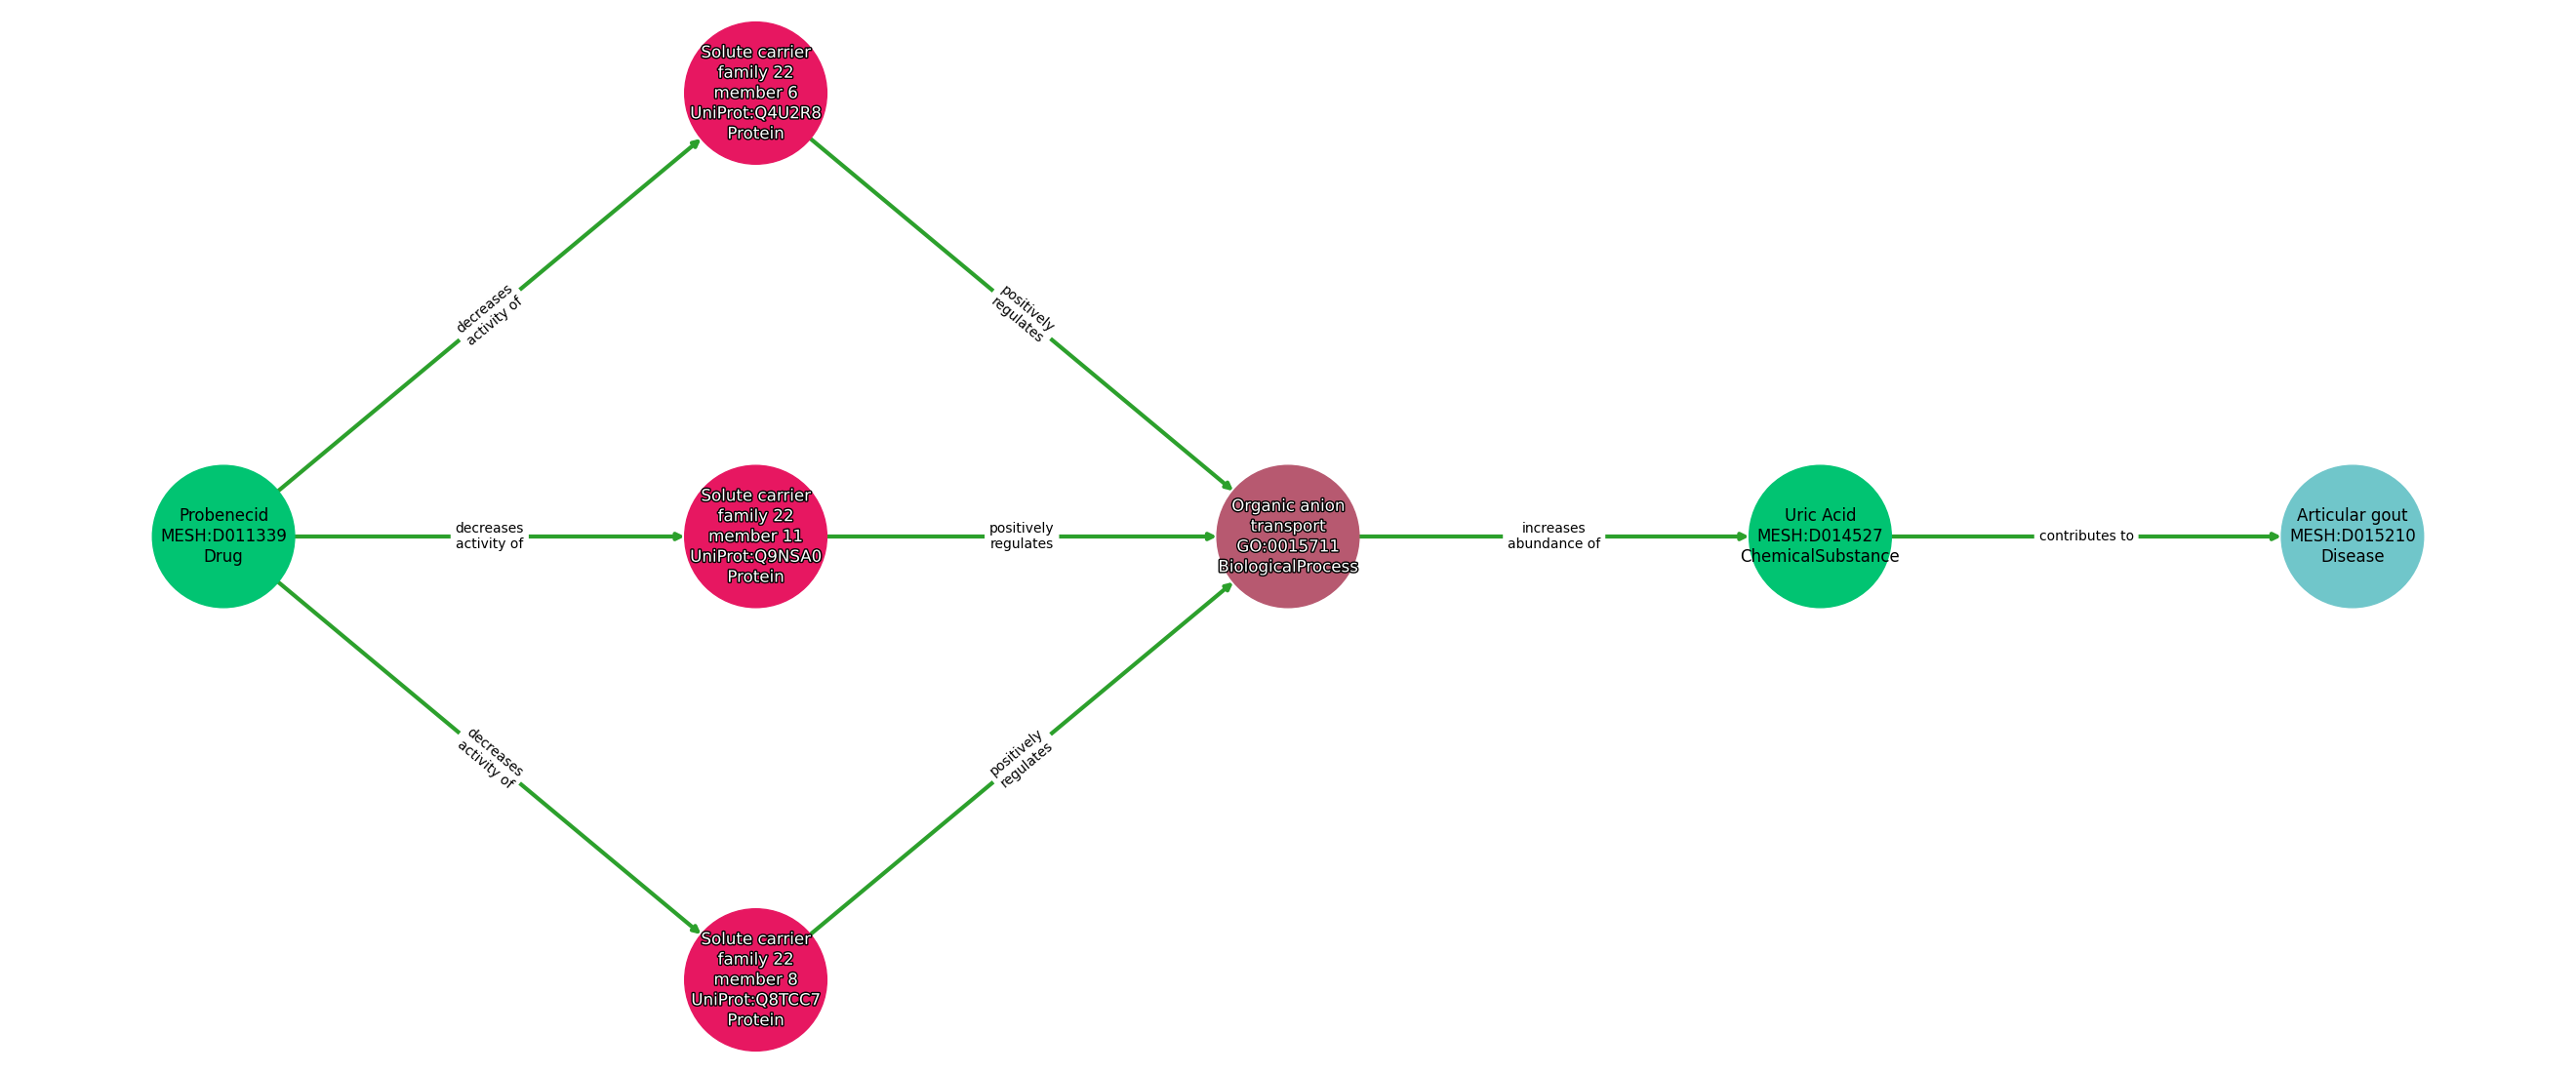 Solute carrier
family 22
member 6
UniProt:Q4U2R8
Protein
decreases
activity of
positively
regulates
Probenecid
MESH:D011339
Drug
decreases
activity of
Solute carrier
family 22
member 11
UniProt:Q9NSA0
Protein
positively
regulates
Organic anion
transport
GO:0015711
BiologicalProcess
increases
abundance of
Uric Acid
MESH:D014527
ChemicalSubstance
contributes to
Articular gout
MESH:D015210
Disease
decreases
activity of
positively
regulates
Solute carrier
family 22
member 8
UniProt:Q8TCC7
Protein